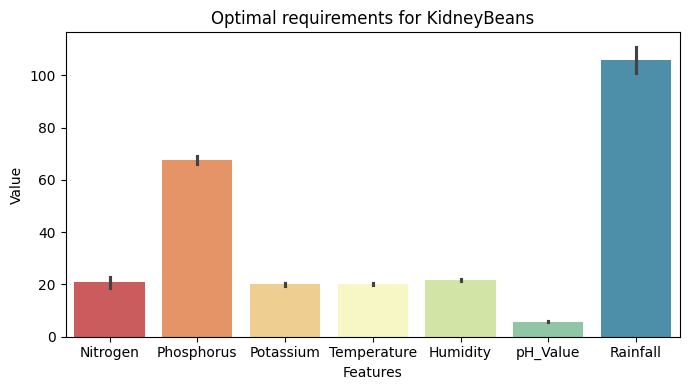 Optimal requirements for KidneyBeans
Value
100
80
60
40
20
0
Nitrogen Phosphorus Potassium Temperature Humidity pH_Value Rainfall
Features